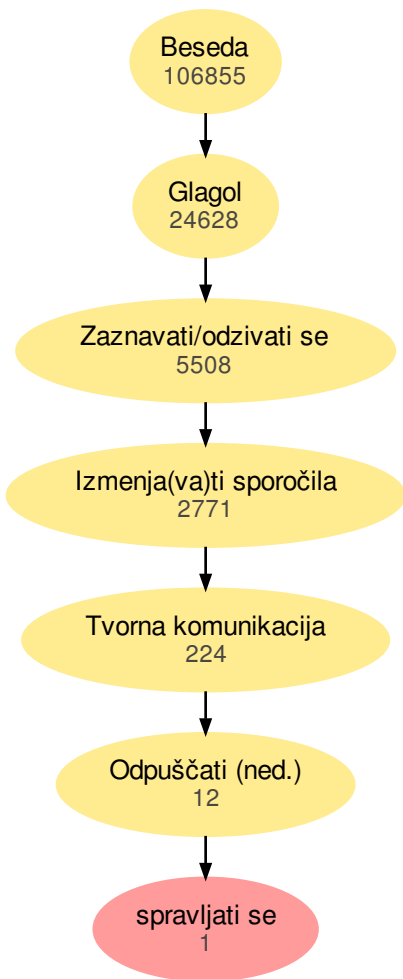 Beseda
106855
Glagol
24628
Zaznavati/odzivati se
5508
Izmenja(va)ti sporočila
2771
Tvorna komunikacija
224
Odpuščati (ned.)
12
spravljati se
1